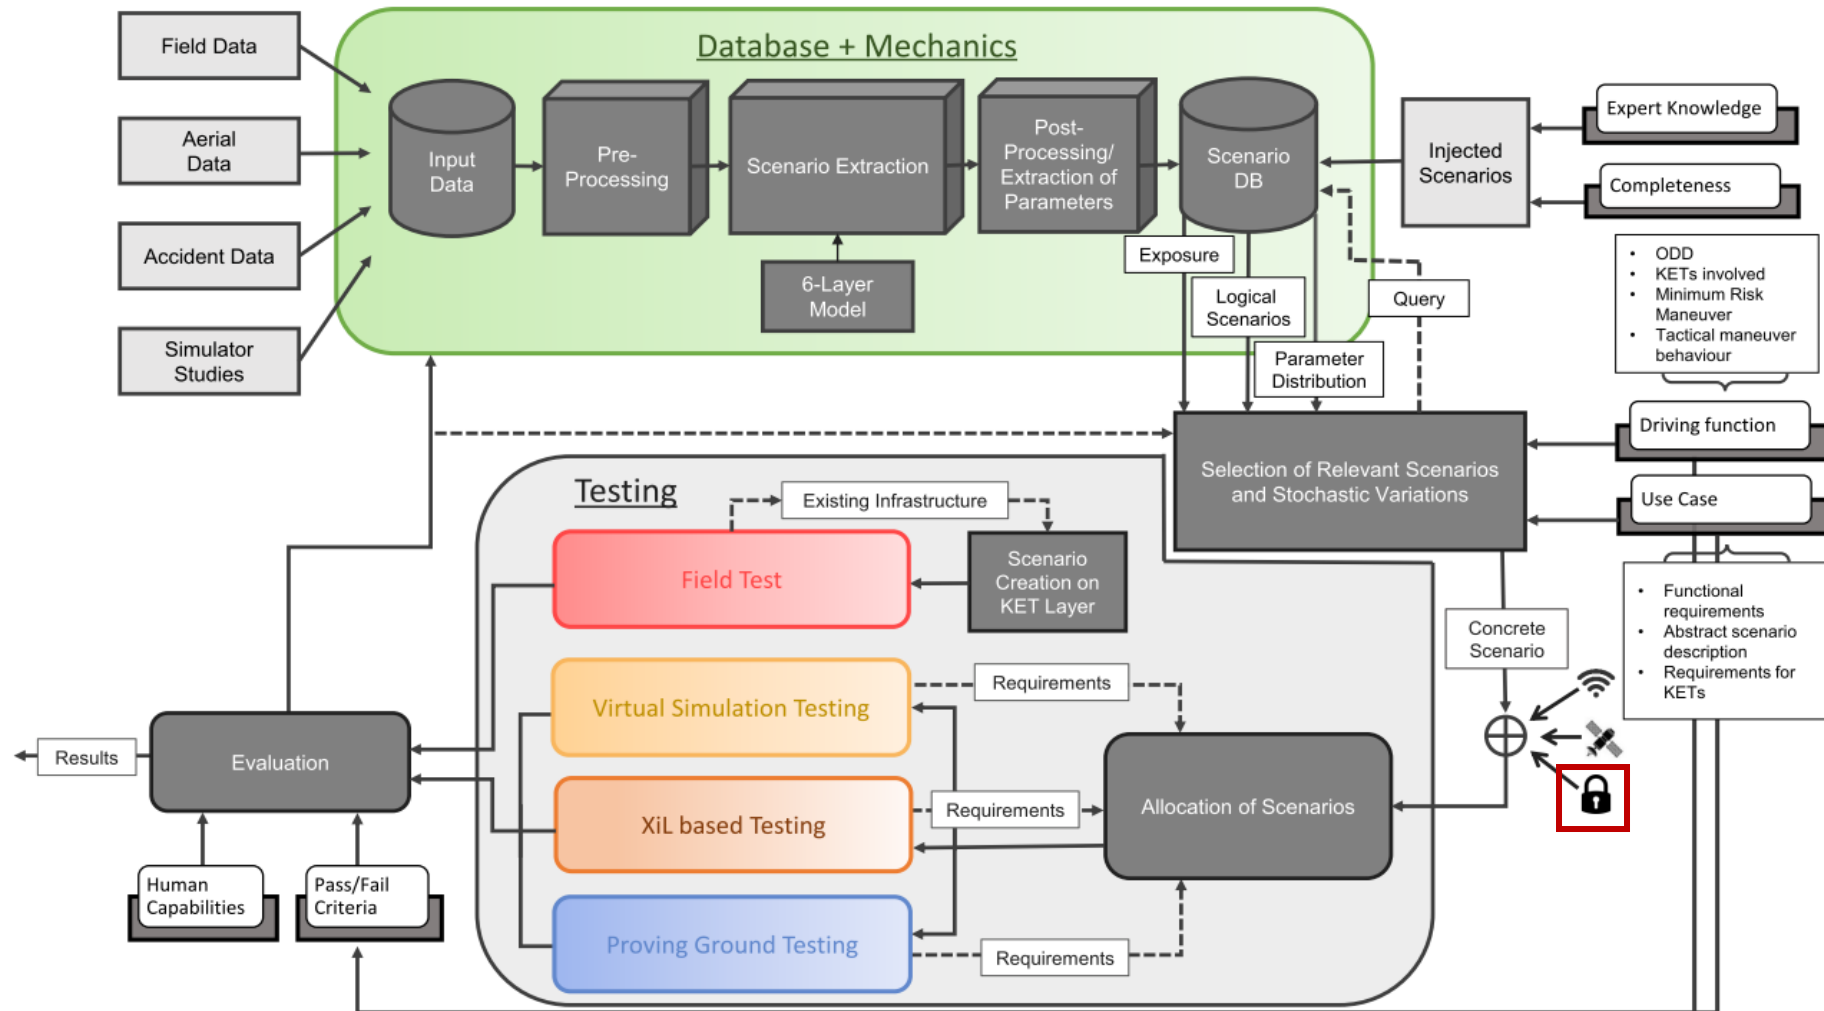 Field Data
Aerial
Data
Accident Data
Simulator
Studies
Database + Mechanics
Input
Data
Pre-
Processing
Scenario Extraction
6-Layer
Model
Post-
Processing/
Extraction of
Parameters
Scenario
DB
Injected
Scenarios
Expert Knowledge
Completeness
Exposure
Logical
Scenarios
Parameter
Distribution
Query
• ODD
• KETs involved
• Minimum Risk
Maneuver
• Tactical maneuver
behaviour
Driving function
Use Case
Selection of Relevant Scenarios
and Stochastic Variations
• Functional
requirements
• Abstract scenario
description
• Requirements for
KETs
Concrete
Scenario
Testing
Existing Infrastructure
Field Test
Scenario
Creation on
KET Layer
Virtual Simulation Testing
Requirements
XiL based Testing
Requirements
Allocation of Scenarios
Proving Ground Testing
Requirements
Results
Evaluation
Human
Capabilities
Pass/Fail
Criteria